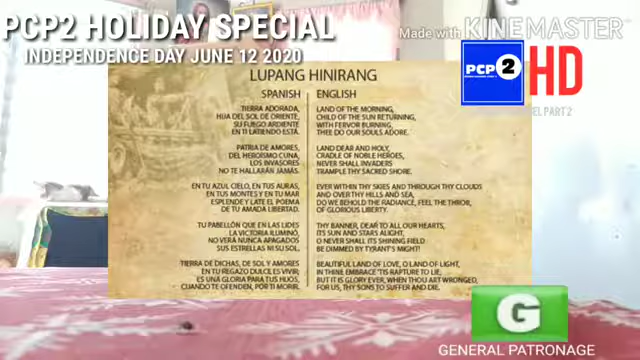 PCP2 HOLIDAY SPECIAL
INDEPENDENCE DAY JUNE 12 2020
Made with KINEMASTER
PCP2
HD
EL PART 2
LUPANG HINIRANG
SPANISH
TIERRA ADORADA,
HIJA DEL SOL DE ORIENTE,
SU FUEGO ARDIENTE
EN TI LATIENDO ESTÁ.
PATRIA DE AMORES,
DEL HEROISMO CUNA,
LOS INVASORES
NO TE HALLARÁN JAMÁS.
EN TU AZUL CIELO, EN TUS AURAS,
EN TUS MONTES Y EN TU MAR
ESPLENDE Y LATE EL POEMA
DE TU AMADA LIBERTAD.
TU PABELLÓN QUE EN LAS LIDES
LA VICTORIA ILUMINÓ,
NO VERÁ NUNCA APAGADOS
SUS ESTRELLAS NI SU SOL.
TIERRA DE DICHAS, DE SOL Y AMORES
EN TU REGAZO DULCE ES VIVIR;
ES UNA GLORIA PARA TUS HIJOS,
CUANDO TE OFENDEN, POR TI MORIR.
ENGLISH
LAND OF THE MORNING,
CHILD OF THE SUN RETURNING,
WITH FERVOR BURNING,
THEE DO OUR SOULS ADORE.
LAND DEAR AND HOLY,
CRADLE OF NOBLE HEROES,
NEVER SHALL INVADERS
TRAMPLE THY SACRED SHORE.
EVER WITHIN THY SKIES AND THROUGH THY CLOUDS
AND OVER THY HILLS AND SEA,
DO WE BEHOLD THE RADIANCE, FEEL THE THROB,
OF GLORIOUS LIBERTY.
THY BANNER, DEAR TO ALL OUR HEARTS,
ITS SUN AND STARS ALIGHT,
O NEVER SHALL ITS SHINING FIELD
BE DIMMED BY TYRANT'S MIGHT!
BEAUTIFUL LAND OF LOVE, O LAND OF LIGHT,
IN THINE EMBRACE 'TIS RAPTURE TO LIE,
BUT IT IS GLORY EVER, WHEN THOU ART WRONGED,
FOR US, THY SONS TO SUFFER AND DIE.
G
GENERAL PATRONAGE